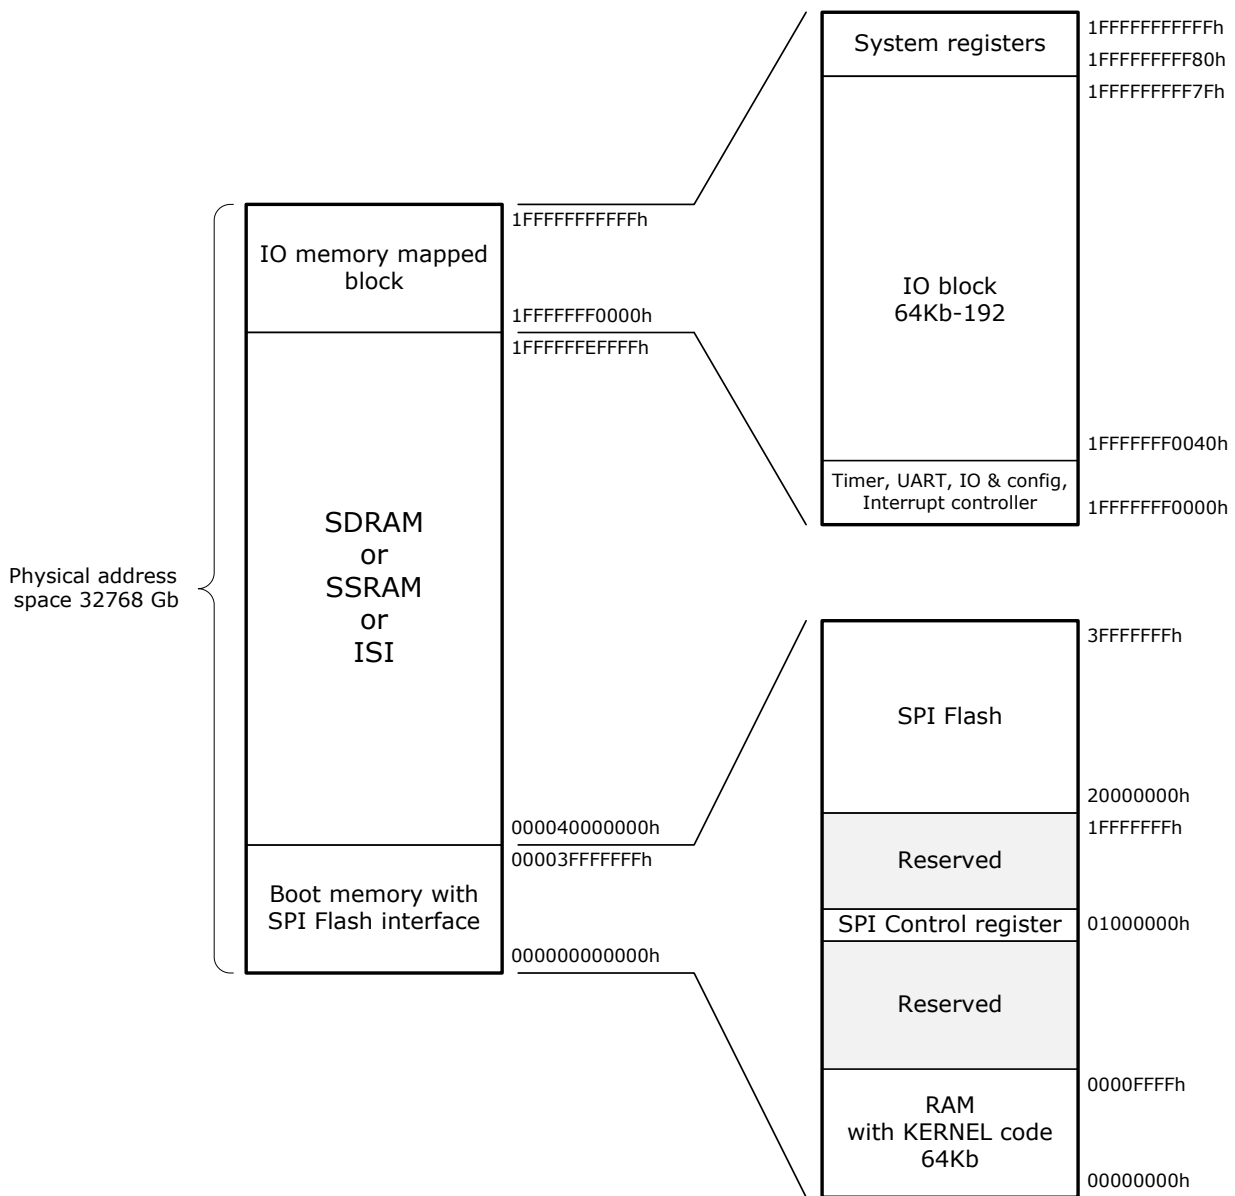 1FFFFFFFFFFFh
System registers
1FFFFFFFFF80h
1FFFFFFFFF7Fh
IO block
64Kb-192
1FFFFFFF0040h
Timer, UART, IO & config,
Interrupt controller
1FFFFFFF0000h
1FFFFFFFFFFFh
IO memory mapped
block
1FFFFFFF0000h
1FFFFFFEFFFFh
SDRAM
or
SSRAM
or
ISI
Physical address
space 32768 Gb
000040000000h
00003FFFFFFFh
Boot memory with
SPI Flash interface
000000000000h
3FFFFFFFh
SPI Flash
20000000h
1FFFFFFFh
Reserved
SPI Control register
01000000h
Reserved
0000FFFFh
RAM
with KERNEL code
64Kb
00000000h